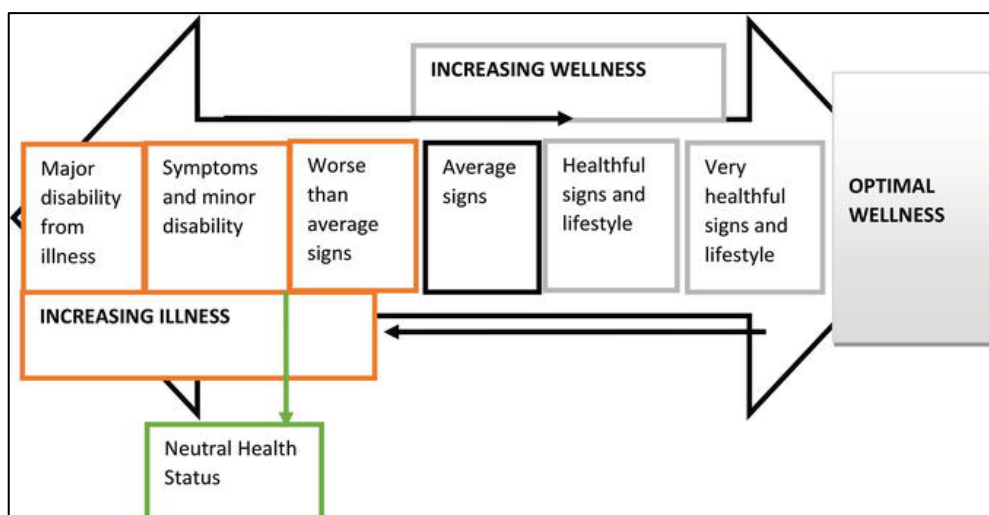 INCREASING WELLNESS
Major
disability
from
illness
Symptoms
and minor
disability
Worse
than
average
signs
Average
signs
Healthful
signs and
lifestyle
Very
healthful
signs and
lifestyle
OPTIMAL
WELLNESS
INCREASING ILLNESS
Neutral Health
Status